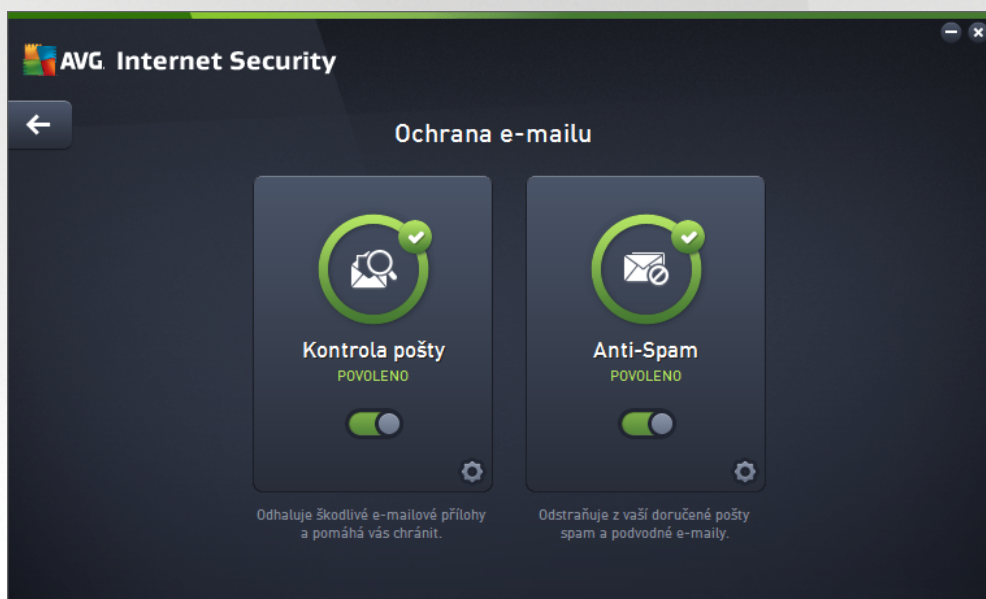 AVG. Internet Security
Ochrana e-mailu
Kontrola pošty
POVOLENO
Odhaluje škodlivé e-mailové přílohy
a pomáhá vás chránit.
Anti-Spam
POVOLENO
Odstraňuje z vaší doručené pošty
spam a podvodné e-maily.